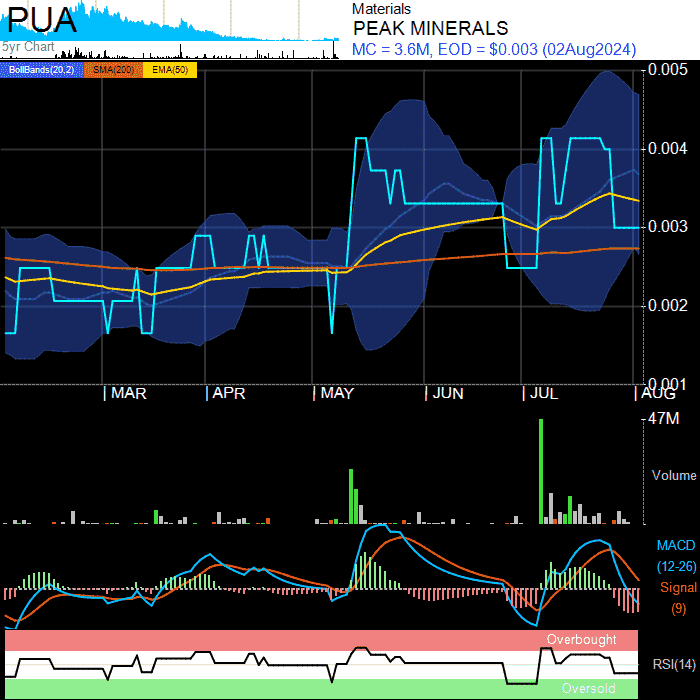 PUA
5yr Chart
Materials
PEAK MINERALS
MC = 3.6M, EOD = $0.003 (02Aug2024)
BollBands(20,2) SMA(200) EMA(50)
0.005
0.004
0.003
0.002
0.001
MAR APR MAY JUN JUL AUG
47M
Volume
MACD
(12-26)
Signal
(9)
Overbought
RSI(14)
Oversold